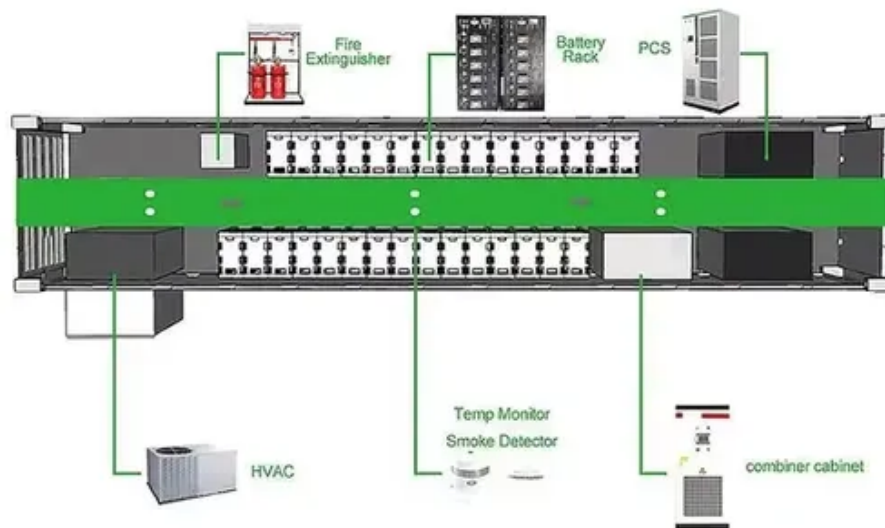 Fire
Extinguisher
Battery
Rack
PCS
Temp Monitor
Smoke Detector
HVAC
combiner cabinet